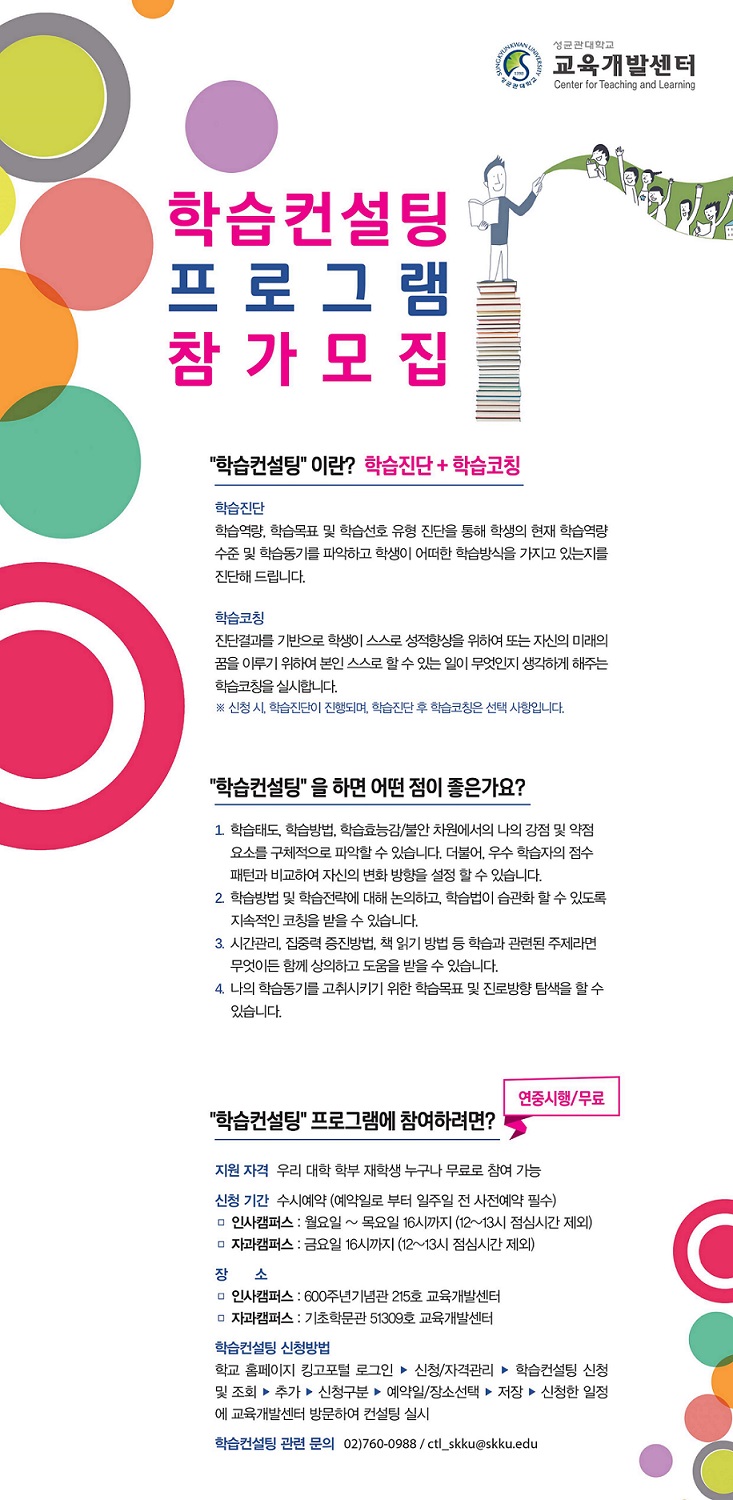 성균관대학교
교육개발센터
Center for Teaching and Learning
SUNGKYUNKWAN UNIVERSITY
성균관대학교
학습컨설팅
프로그램
참가모집
"학습컨설팅" 이란? 학습진단 + 학습코칭
학습진단
학습역량, 학습목표 및 학습선호 유형 진단을 통해 학생의 현재 학습역량
수준 및 학습동기를 파악하고 학생이 어떠한 학습방식을 가지고 있는지를
진단해 드립니다.
학습코칭
진단결과를 기반으로 학생이 스스로 성적향상을 위하여 또는 자신의 미래의
꿈을 이루기 위하여 본인 스스로 할 수 있는 일이 무엇인지 생각하게 해주는
학습코칭을 실시합니다.
※ 신청 시, 학습진단이 진행되며, 학습진단 후 학습코칭은 선택 사항입니다.
"학습컨설팅" 을 하면 어떤 점이 좋은가요?
1. 학습태도, 학습방법, 학습효능감/불안 차원에서의 나의 강점 및 약점
요소를 구체적으로 파악할 수 있습니다. 더불어, 우수 학습자의 점수
패턴과 비교하여 자신의 변화 방향을 설정 할 수 있습니다.
2. 학습방법 및 학습전략에 대해 논의하고, 학습법이 습관화 할 수 있도록
지속적인 코칭을 받을 수 있습니다.
3. 시간관리, 집중력 증진방법, 책 읽기 방법 등 학습과 관련된 주제라면
무엇이든 함께 상의하고 도움을 받을 수 있습니다.
4. 나의 학습동기를 고취시키기 위한 학습목표 및 진로방향 탐색을 할 수
있습니다.
연중시행/무료
"학습컨설팅" 프로그램에 참여하려면?
지원 자격 우리 대학 학부 재학생 누구나 무료로 참여 가능
신청 기간 수시예약 (예약일로 부터 일주일 전 사전예약 필수)
▫ 인사캠퍼스 : 월요일 ~ 목요일 16시까지 (12~13시 점심시간 제외)
▫ 자과캠퍼스 : 금요일 16시까지 (12~13시 점심시간 제외)
장 소
▫ 인사캠퍼스 : 600주년기념관 215호 교육개발센터
▫ 자과캠퍼스 : 기초학문관 51309호 교육개발센터
학습컨설팅 신청방법
학교 홈페이지 킹고포털 로그인 ▶ 신청/자격관리 ▶ 학습컨설팅 신청
및 조회 ▶ 추가 ▶ 신청구분 ▶ 예약일/장소선택 ▶ 저장 ▶ 신청한 일정
에 교육개발센터 방문하여 컨설팅 실시
학습컨설팅 관련 문의 02)760-0988 / ctl_skku@skku.edu